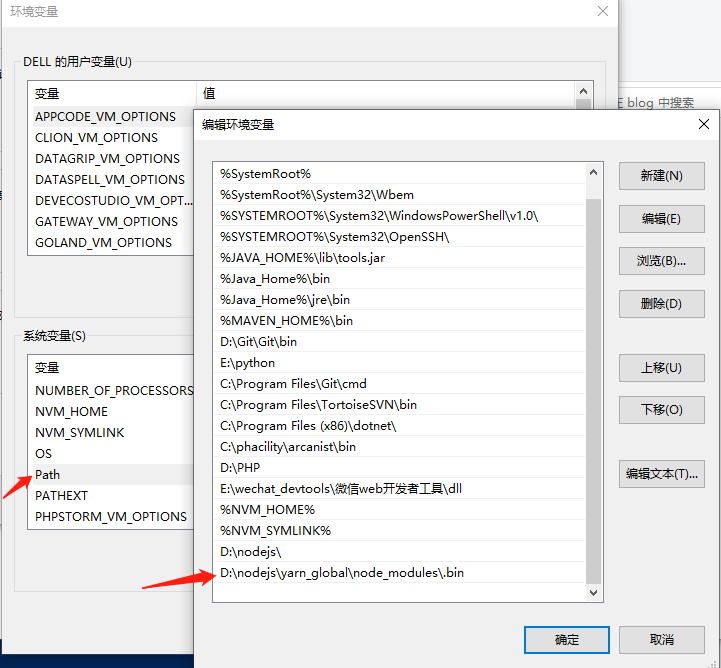 环境变量
DELL 的用户变量(U)
变量
值
APPCODE_VM_OPTIONS
CLION_VM_OPTIONS
DATAGRIP_VM_OPTIONS
DATASPELL_VM_OPTIONS
DEVECOSTUDIO_VM_OPT...
GATEWAY_VM_OPTIONS
GOLAND_VM_OPTIONS
系统变量(S)
变量
NUMBER_OF_PROCESSORS
NVM_HOME
NVM_SYMLINK
OS
Path
PATHEXT
PHPSTORM_VM_OPTIONS
blog 中搜索
编辑环境变量
%SystemRoot%
%SystemRoot%\System32\Wbem
%SYSTEMROOT%\System32\WindowsPowerShell\v1.0\
%SYSTEMROOT%\System32\OpenSSH\
%JAVA_HOME%\lib\tools.jar
%Java_Home%\bin
%Java_Home%\jre\bin
%MAVEN_HOME%\bin
D:\Git\Git\bin
E:\python
C:\Program Files\Git\cmd
C:\Program Files\TortoiseSVN\bin
C:\Program Files (x86)\dotnet\
C:\phacility\arcanist\bin
D:\PHP
E:\wechat_devtools\微信web开发者工具\dll
%NVM_HOME%
%NVM_SYMLINK%
D:\nodejs\
D:\nodejs\yarn_global\node_modules\.bin
新建(N)
编辑(E)
浏览(B)...
删除(D)
上移(U)
下移(O)
编辑文本(T)...
确定
取消